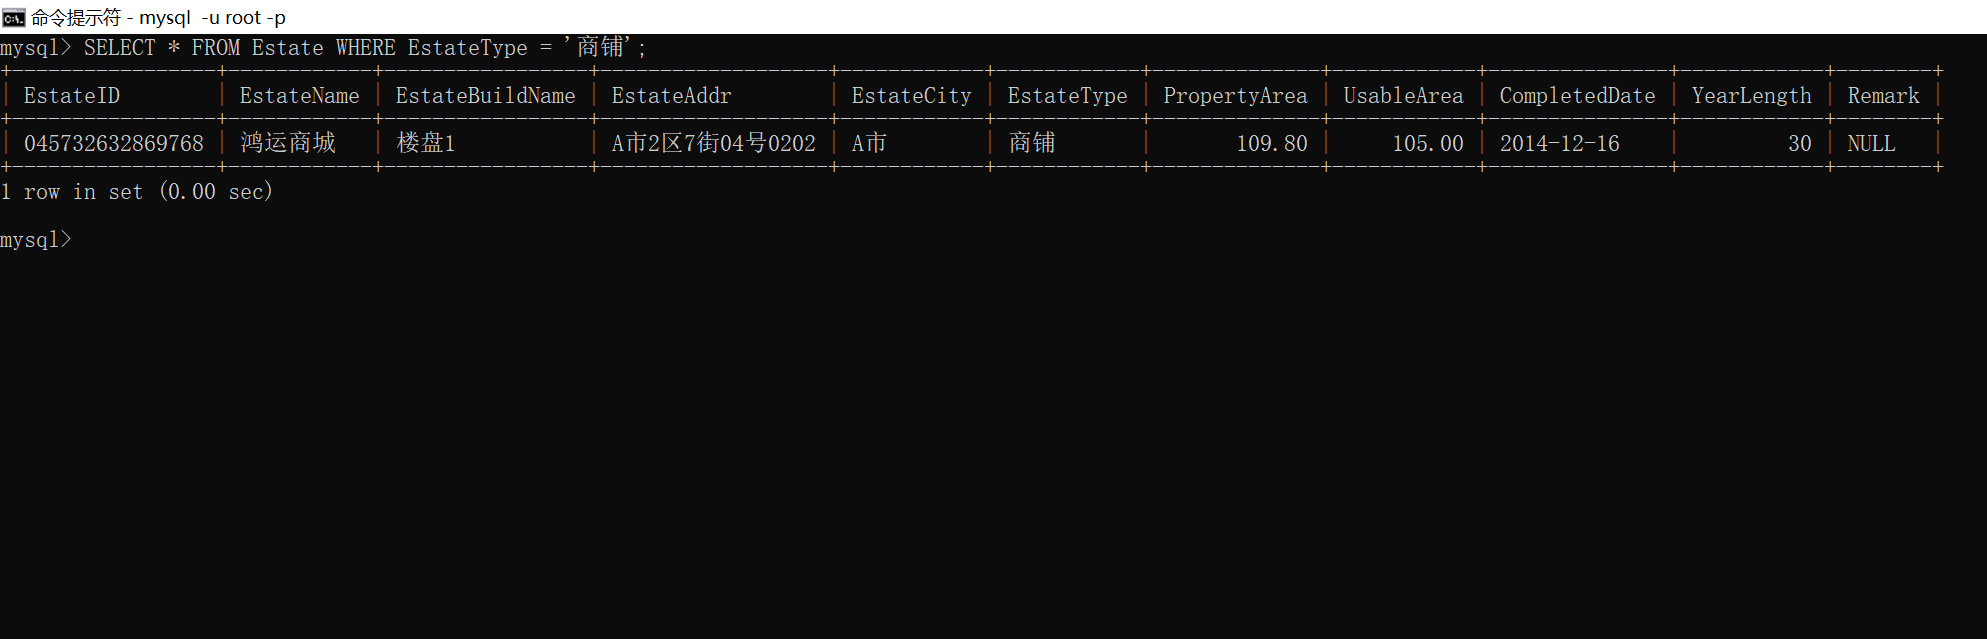 命令提示符 - mysql  -u root -p
mysql> SELECT * FROM Estate WHERE EstateType = '商铺';
+-----------------+------------+-----------------+-------------------+------------+------------+--------------+------------+---------------+------------+--------+
| EstateID        | EstateName | EstateBuildName | EstateAddr        | EstateCity | EstateType | PropertyArea | UsableArea | CompletedDate | YearLength | Remark |
+-----------------+------------+-----------------+-------------------+------------+------------+--------------+------------+---------------+------------+--------+
| 045732632869768 | 鸿运商城   | 楼盘1           | A市2区7街04号0202 | A市        | 商铺       |       109.80 |     105.00 | 2014-12-16    |         30 | NULL   |
+-----------------+------------+-----------------+-------------------+------------+------------+--------------+------------+---------------+------------+--------+
1 row in set (0.00 sec)
mysql>